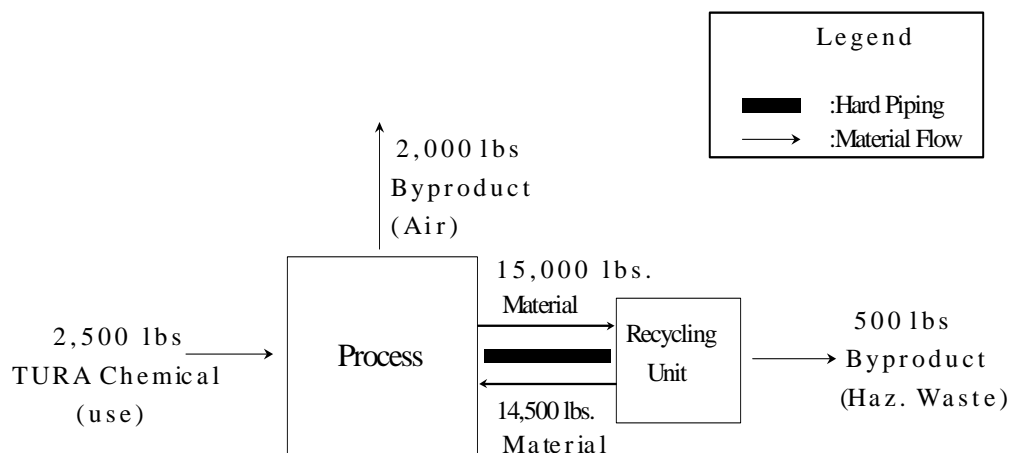 Legend
:Hard Piping
:Material Flow
2,000 lbs
Byproduct
(Air)
15,000 lbs.
Material
2,500 lbs
TURA Chemical
(use)
Process
Recycling
Unit
500 lbs
Byproduct
(Haz. Waste)
14,500 lbs.
Material